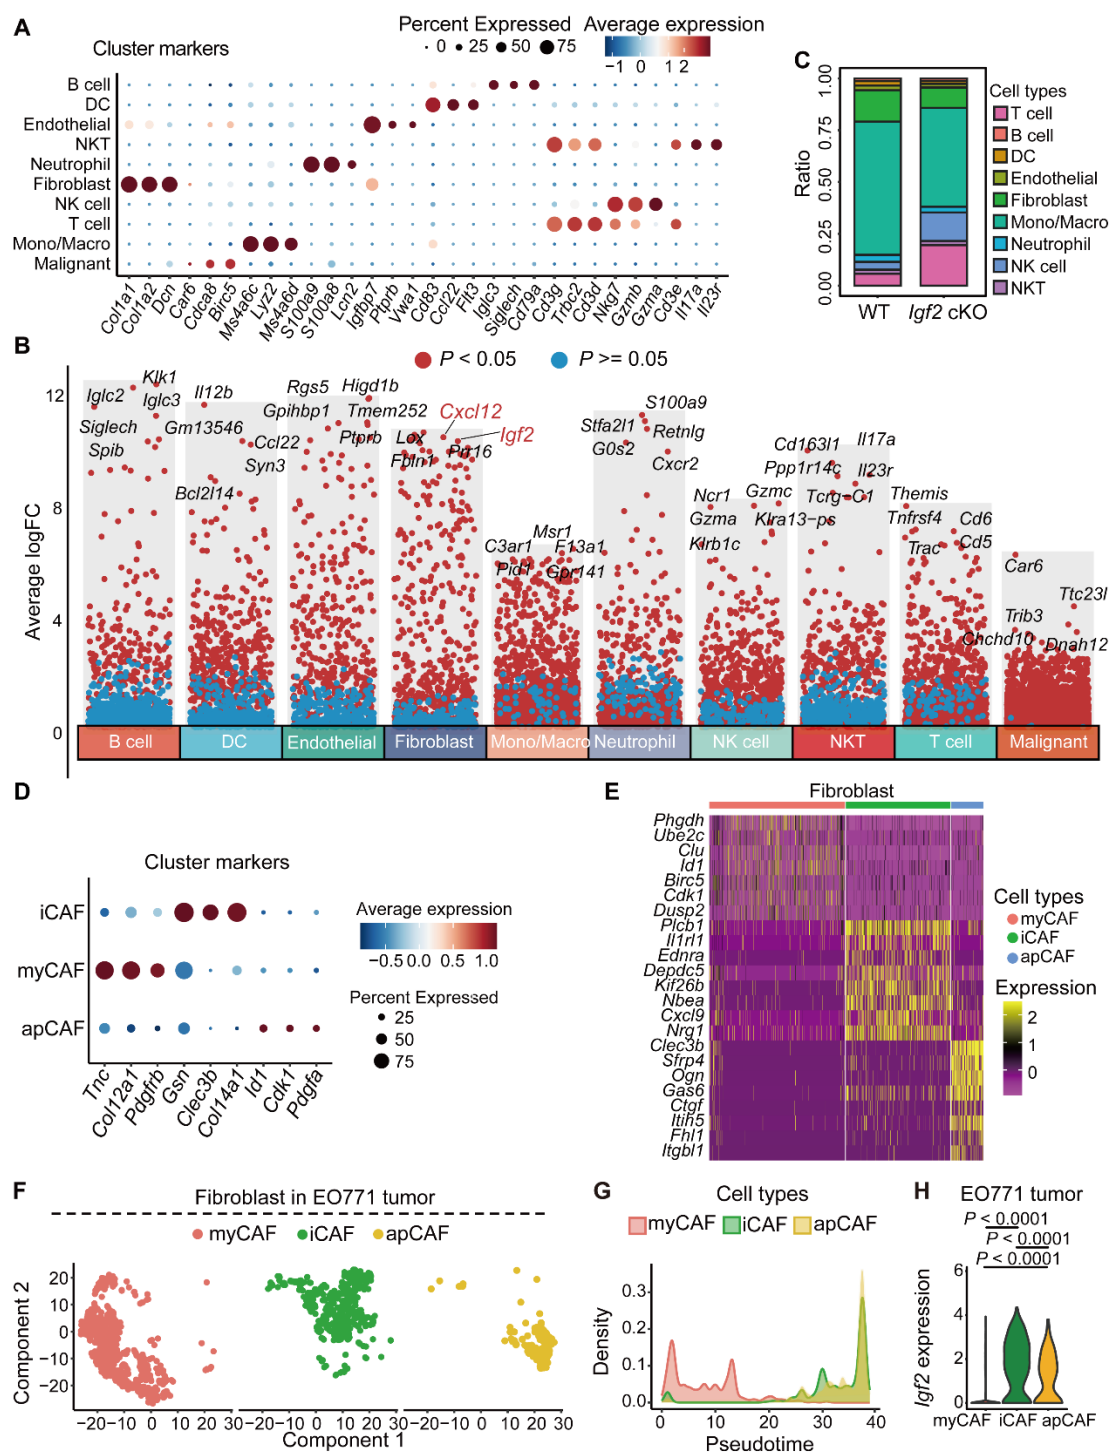 A
Cluster markers
Percent Expressed
0 25 50 75
Average expression
−1 0 1 2
B cell
DC
Endothelial
NKT
Neutrophil
Fibroblast
NK cell
T cell
Mono/Macro
Malignant
Col1a1 Col1a2 Dcn Car6 Cdca8 Birc5 Ms4a6c Lyz2 Ms4a6d S100a9 S100a8 Lcn2 Igfbp7 Ptprb Vwa1 Cd83 Ccl22 Flt3 Iglc3 Siglech Cd79a Cd3g Trbc2 Cd3d Nkg7 Gzmb Gzma Cd3e Il17a Il23r
C
Ratio
1.00
0.75
0.50
0.25
0.00
WT Igf2 cKO
Cell types
T cell
B cell
DC
Endothelial
Fibroblast
Mono/Macro
Neutrophil
NK cell
NKT
B
P < 0.05 P >= 0.05
Average logFC
12
8
4
0
Klk1
Iglc2
Iglc3
Siglech
Spib
Il12b
Gm13546
Ccl22
Syn3
Bcl2l14
Rgs5
Higd1b
Gpihbp1
Tmem252
Ptprb
Cxcl12
Lox
Igf2
Prr16
Fbln1
Msr1
C3ar1
F13a1
Pid1
Gpr141
S100a9
Stfa2l1
Retnlg
G0s2
Cxcr2
Ncr1
Gzmc
Gzma
Klra13−ps
Klrb1c
Il17a
Cd163l1
Ppp1r14c
Il23r
Tcrg−C1
Themis
Tnfrsf4
Cd6
Trac
Cd5
Car6
Ttc23l
Trib3
Chchd10
Dnah12
B cell DC Endothelial Fibroblast Mono/Macro Neutrophil NK cell NKT T cell Malignant
D
Cluster markers
iCAF
myCAF
apCAF
Tnc Col12a1 Pdgfrb Gsn Clec3b Col14a1 Id1 Cdk1 Pdgfa
Average expression
−0.5 0.0 0.5 1.0
Percent Expressed
25
50
75
E
Fibroblast
Phgdh
Ube2c
Clu
Id1
Birc5
Cdk1
Dusp2
Plcb1
Il1rl1
Ednra
Depdc5
Kif26b
Nbea
Cxcl9
Nrg1
Clec3b
Sfrp4
Ogn
Gas6
Ctgf
Itih5
Fhl1
Itgbl1
Cell types
myCAF
iCAF
apCAF
Expression
2
1
0
F
Fibroblast in EO771 tumor
myCAF iCAF apCAF
Component 2
20
10
0
−10
−20
−20 −10 0 10 20 30 −20 −10 0 10 20 30 −20 −10 0 10 20 30
Component 1
G
Cell types
myCAF iCAF apCAF
Density
0.3
0.2
0.1
0.0
0 10 20 30 39
Pseudotime
H
EO771 tumor
P < 0.0001
P < 0.0001
P < 0.0001
Igf2 expression
6
4
2
0
myCAF iCAF apCAF